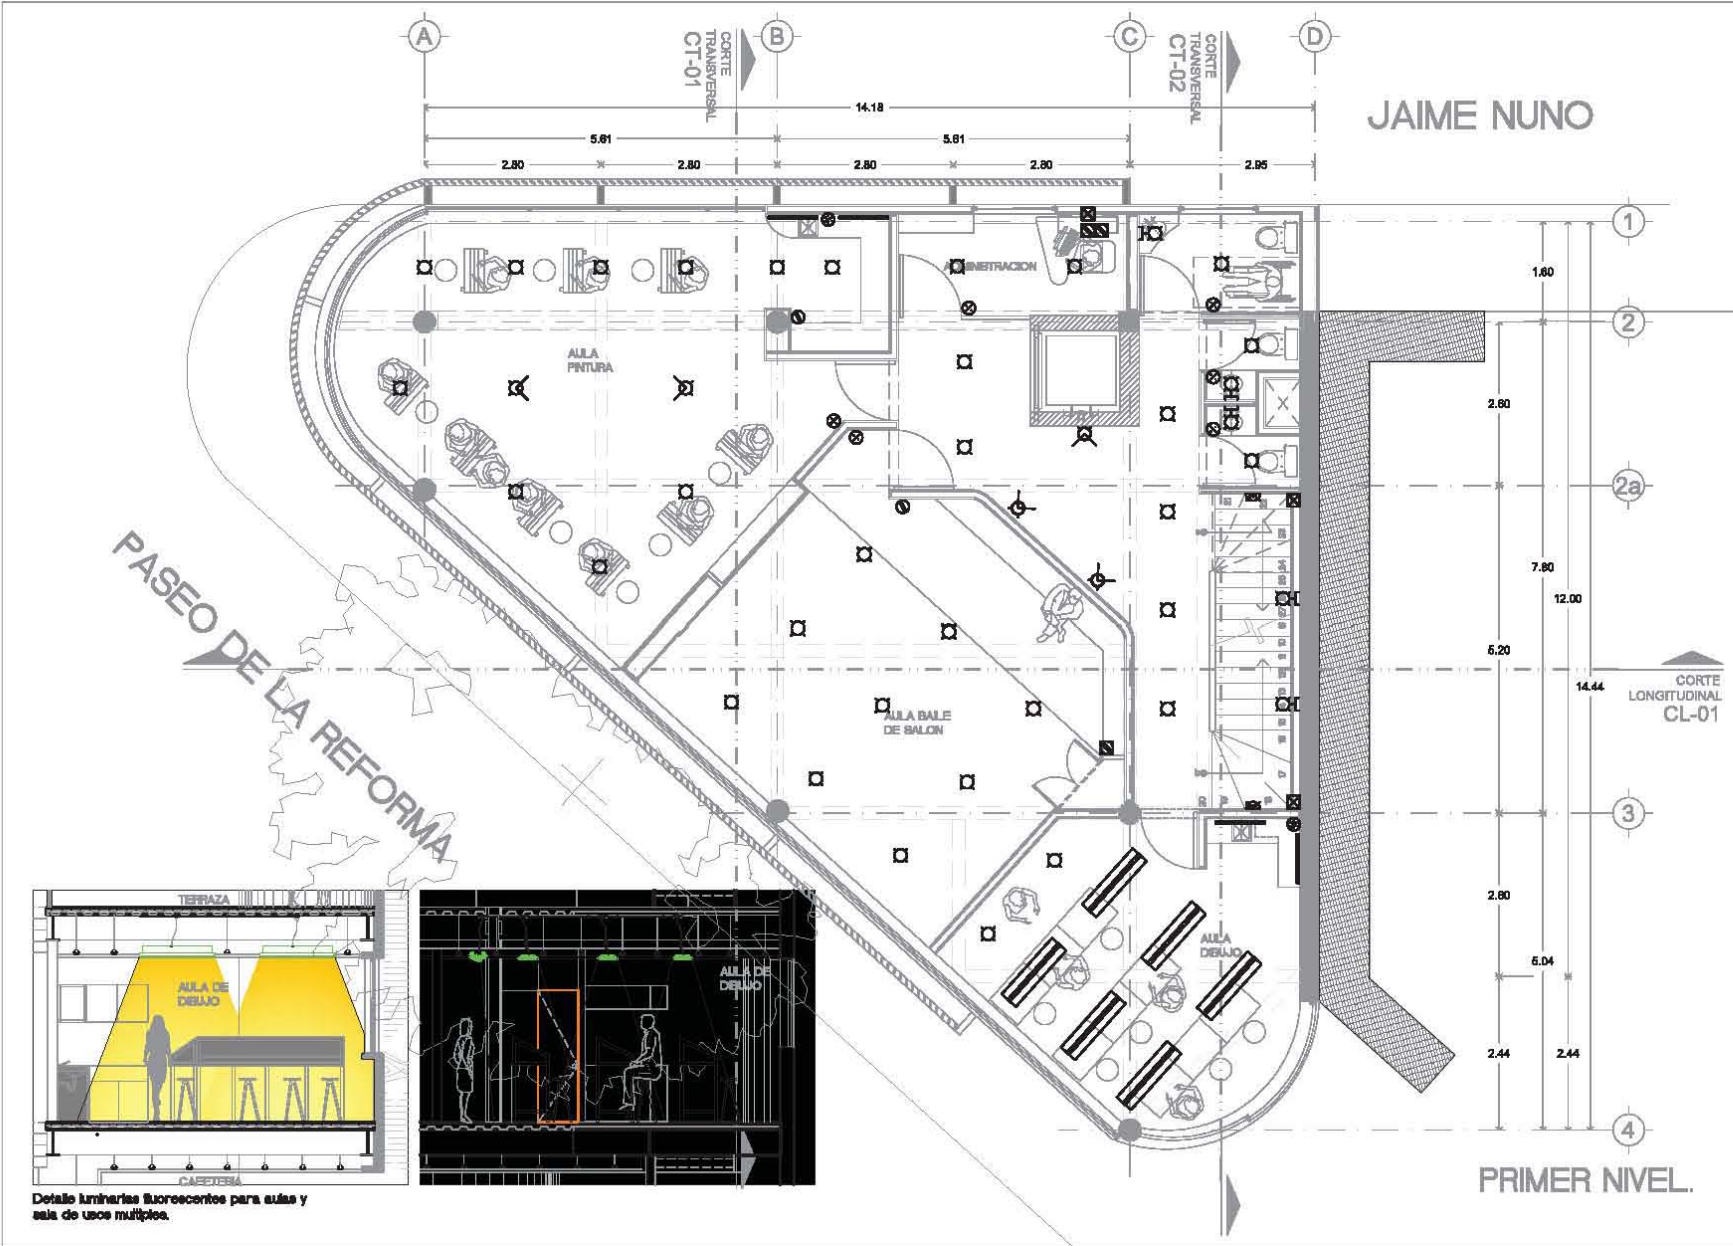 A
B
C
D
CORTE
TRANSVERSAL
CT-01
CORTE
TRANSVERSAL
CT-02
JAIME NUNO
14.18
5.61
5.61
2.80
2.80
2.80
2.80
2.95
1
2
2a
3
4
1.60
2.60
7.80
12.00
5.20
14.44
2.60
5.04
2.44
2.44
ADMINISTRACION
AULA
PINTURA
AULA BAILE
DE SALON
AULA
DIBUJO
PASEO DE LA REFORMA
CORTE
LONGITUDINAL
CL-01
TERRAZA
AULA DE
DIBUJO
CAFETERIA
AULA DE
DIBUJO
Detalle luminarias fluorescentes para aulas y
sala de usos multiples.
PRIMER NIVEL.